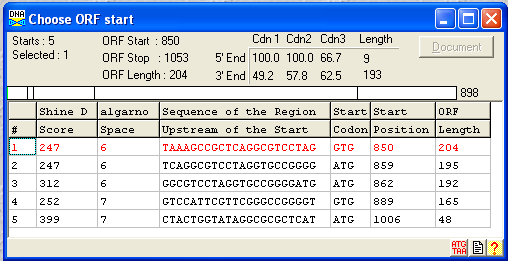 DNA Choose ORF start
Starts : 5 ORF Start : 850 Cdn 1 Cdn2 Cdn3 Length Document
Selected : 1 ORF Stop : 1053 5' End 100.0 100.0 66.7 9
ORF Length : 204 3' End 49.2 57.8 62.5 193
898
Shine D algarno Sequence of the Region Start Start ORF
# Score Space Upstream of the Start Codon Position Length
1 247 6 TAAAGCCGCTCAGGCGTCCTAG GTG 850 204
2 247 6 TCAGGCGTCCTAGGTGCCGGGG ATG 859 195
3 312 6 GGCGTCCTAGGTGCCGGGGATG ATG 862 192
4 252 7 GTCCATTCGTTCGGCCGGGCAT GTG 889 165
5 399 7 CTACTGGTATAGGCGCGCTCAT ATG 1006 48
ATG
TAA ?